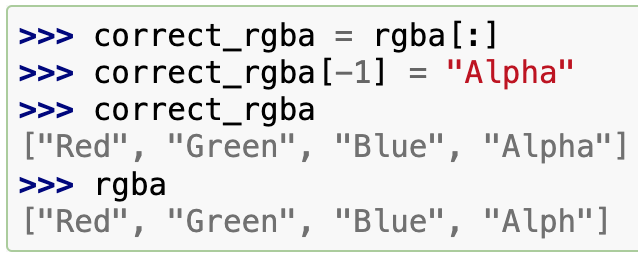 >>> correct_rgba = rgba[:]
>>> correct_rgba[-1] = "Alpha"
>>> correct_rgba
["Red", "Green", "Blue", "Alpha"]
>>> rgba
["Red", "Green", "Blue", "Alph"]